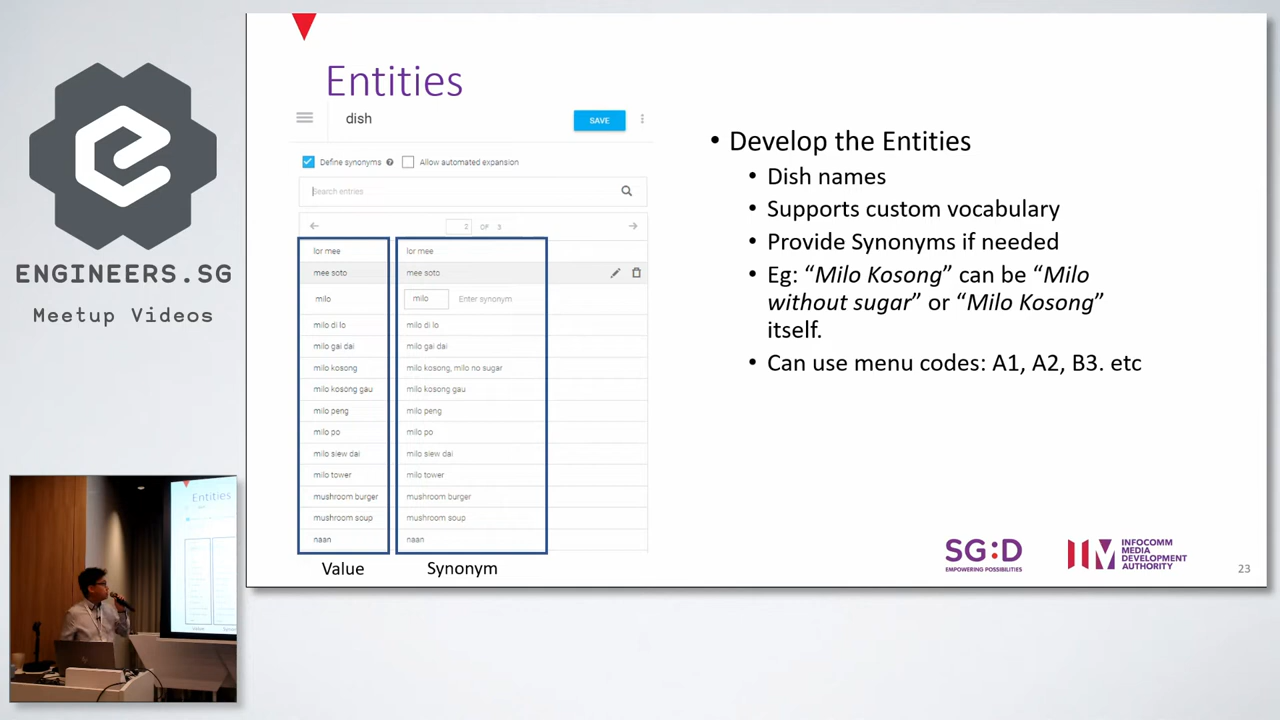 ENGINEERS.SG
Meetup Videos
Entities
dish
SAVE
Define synonyms
Allow automated expansion
Search entries
2 OF 3
lor mee lor mee
mee soto mee soto
milo milo Enter synonym
milo di lo milo di lo
milo gai dai milo gai dai
milo kosong milo kosong, milo no sugar
milo kosong gau milo kosong gau
milo peng milo peng
milo po milo po
milo siew dai milo siew dai
milo tower milo tower
mushroom burger mushroom burger
mushroom soup mushroom soup
naan naan
Value Synonym
• Develop the Entities
• Dish names
• Supports custom vocabulary
• Provide Synonyms if needed
• Eg: “Milo Kosong” can be “Milo
without sugar” or “Milo Kosong”
itself.
• Can use menu codes: A1, A2, B3. etc
SG:D
EMPOWERING POSSIBILITIES
INFOCOMM
MEDIA
DEVELOPMENT
AUTHORITY
23
Entities